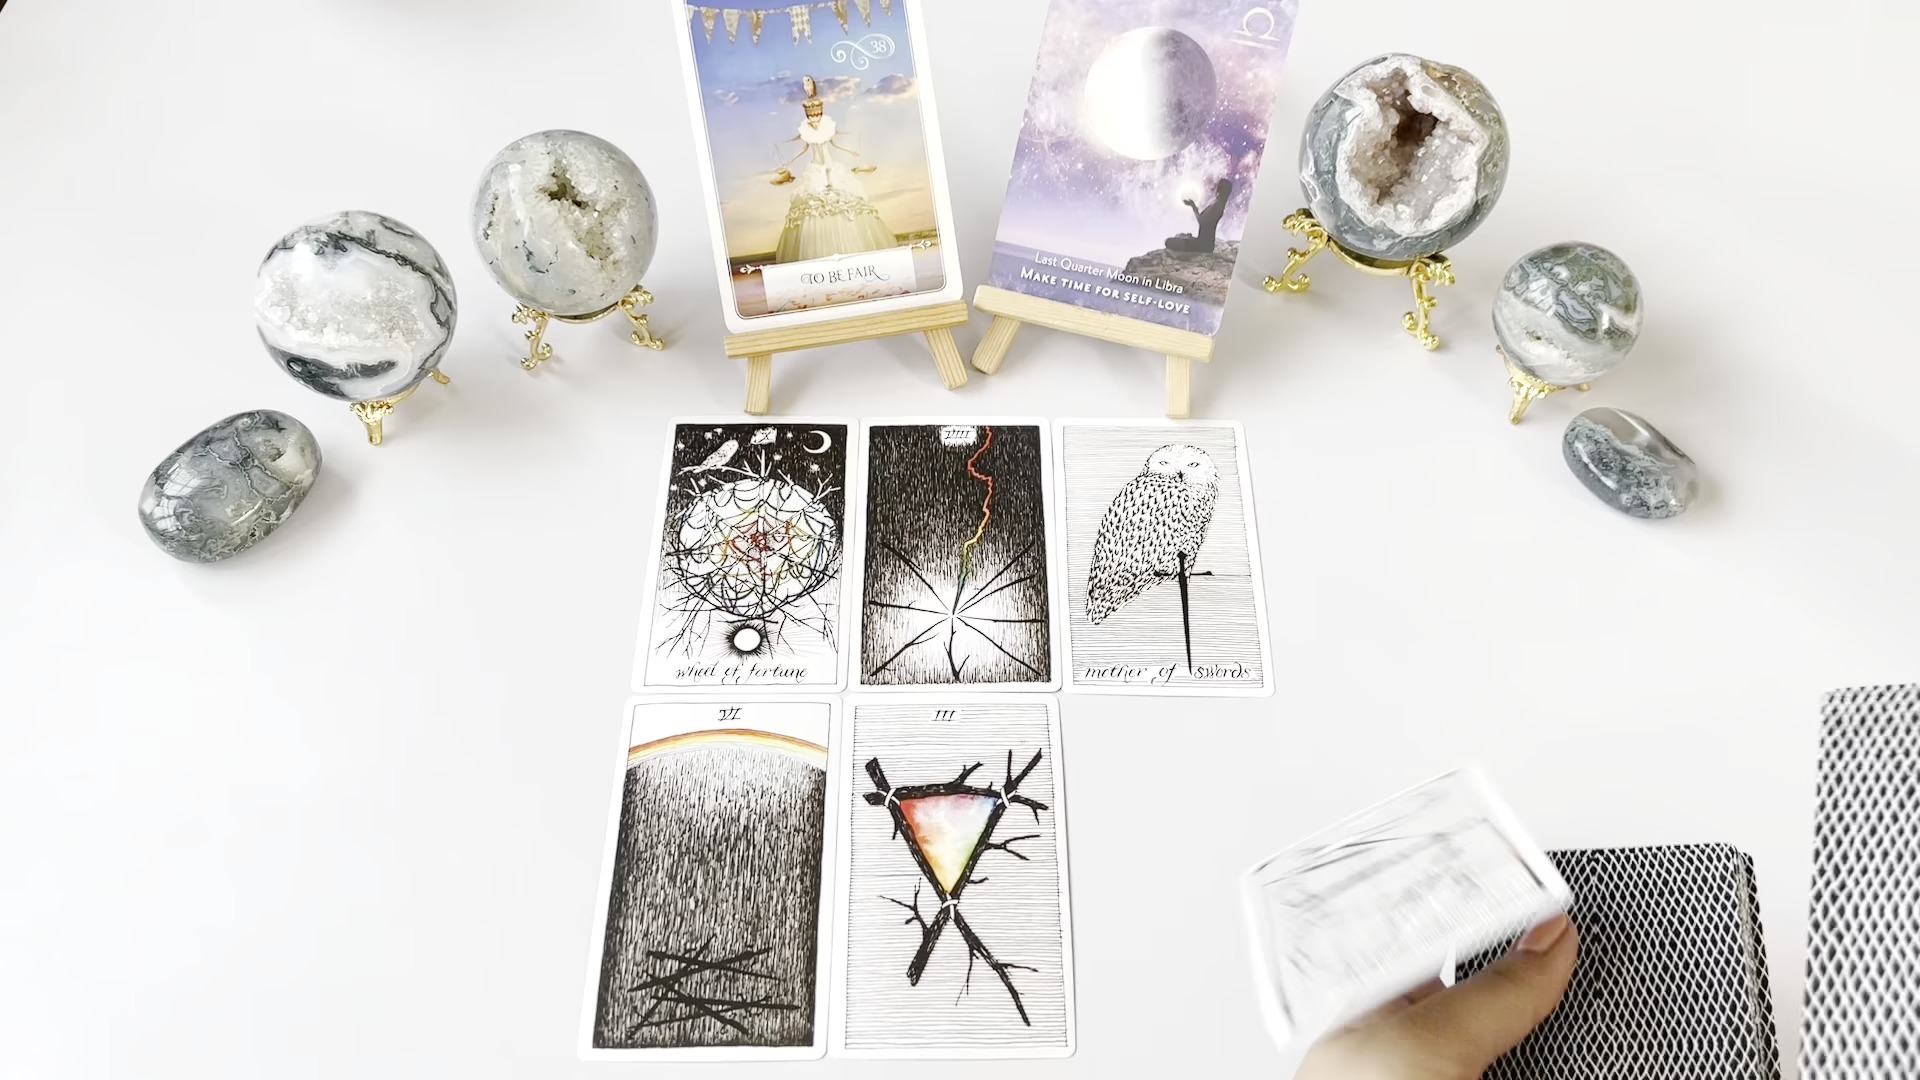 38
TO BE FAIR
Last Quarter Moon in Libra
MAKE TIME FOR SELF-LOVE
X
VIII
wheel of fortune
mother of swords
VI
III